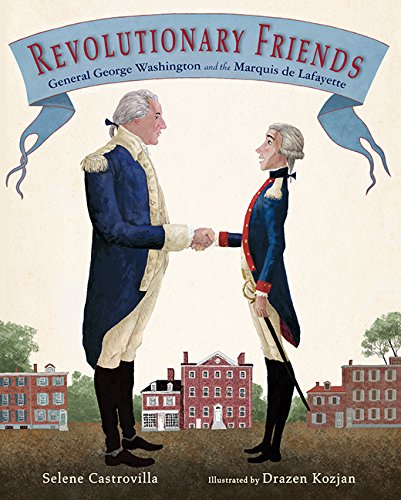 Revolutionary Friends
General George Washington and the Marquis de Lafayette
Selene Castrovilla Illustrated by Drazen Kozjan